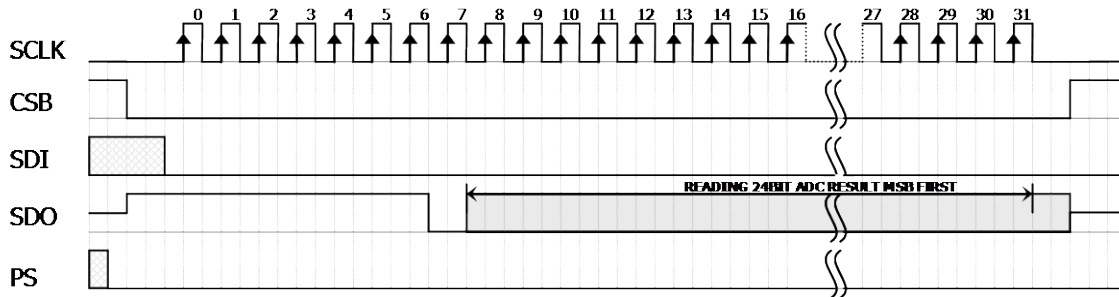 0 1 2 3 4 5 6 7 8 9 10 11 12 13 14 15 16 27 28 29 30 31
SCLK
CSB
SDI
READING 24BIT ADC RESULT MSB FIRST
SDO
PS